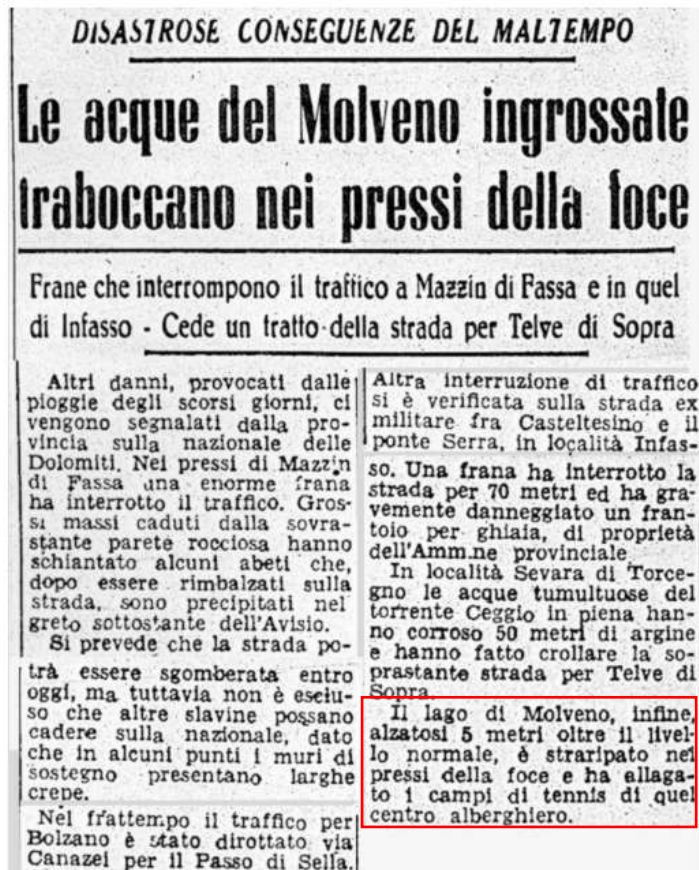 DISASTROSE CONSEGUENZE DEL MALTEMPO
Le acque del Molveno ingrossate
traboccano nei pressi della foce
Frane che interrompono il traffico a Mazzin di Fassa e in quel
di Infasso - Cede un tratto della strada per Telve di Sopra
Altri danni, provocati dalle
pioggie degli scorsi giorni, ci
vengono segnalati dalla pro-
vincia sulla nazionale delle
Dolomiti. Nei pressi di Mazzin
di Fassa una enorme frana
ha interrotto il traffico. Gros-
si massi caduti dalla sovra-
stante parete rocciosa hanno
schiantato alcuni abeti che,
dopo essere rimbalzati sulla
strada, sono precipitati nel
greto sottostante dell'Avisio.
Si prevede che la strada po-
trà essere sgomberata entro
oggi, ma tuttavia non è esclu-
so che altre slavine possano
cadere sulla nazionale, dato
che in alcuni punti i muri di
sostegno presentano larghe
crepe.
Nel frattempo il traffico per
Bolzano è stato dirottato via
Canazei per il Passo di Sella.
Altra interruzione di traffico
si è verificata sulla strada ex
militare fra Casteltesino e il
ponte Serra, in località Infas-
so. Una frana ha interrotto la
strada per 70 metri ed ha gra-
vemente danneggiato un fran-
toio per ghiaia, di proprietà
dell'Amm.ne provinciale
In località Sevara di Torce-
gno le acque tumultuose del
torrente Ceggio in piena han-
no corroso 50 metri di argine
e hanno fatto crollare la so-
prastante strada per Telve di
Sopra.
Il lago di Molveno, infine,
alzatosi 5 metri oltre il livel-
lo normale, è straripato nei
pressi della foce e ha allaga-
to i campi di tennis di quel
centro alberghiero.